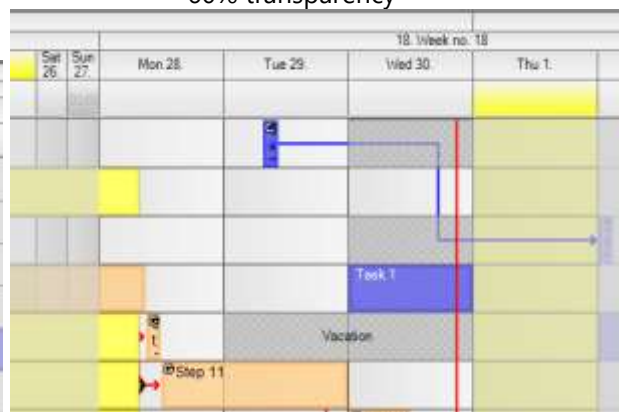 60% transparency
18. Week no. 18
Sat 26.
Sun 27.
Mon 28.
Tue 29.
Wed 30.
Thu 1.
Task 1
Vacation
Step 11